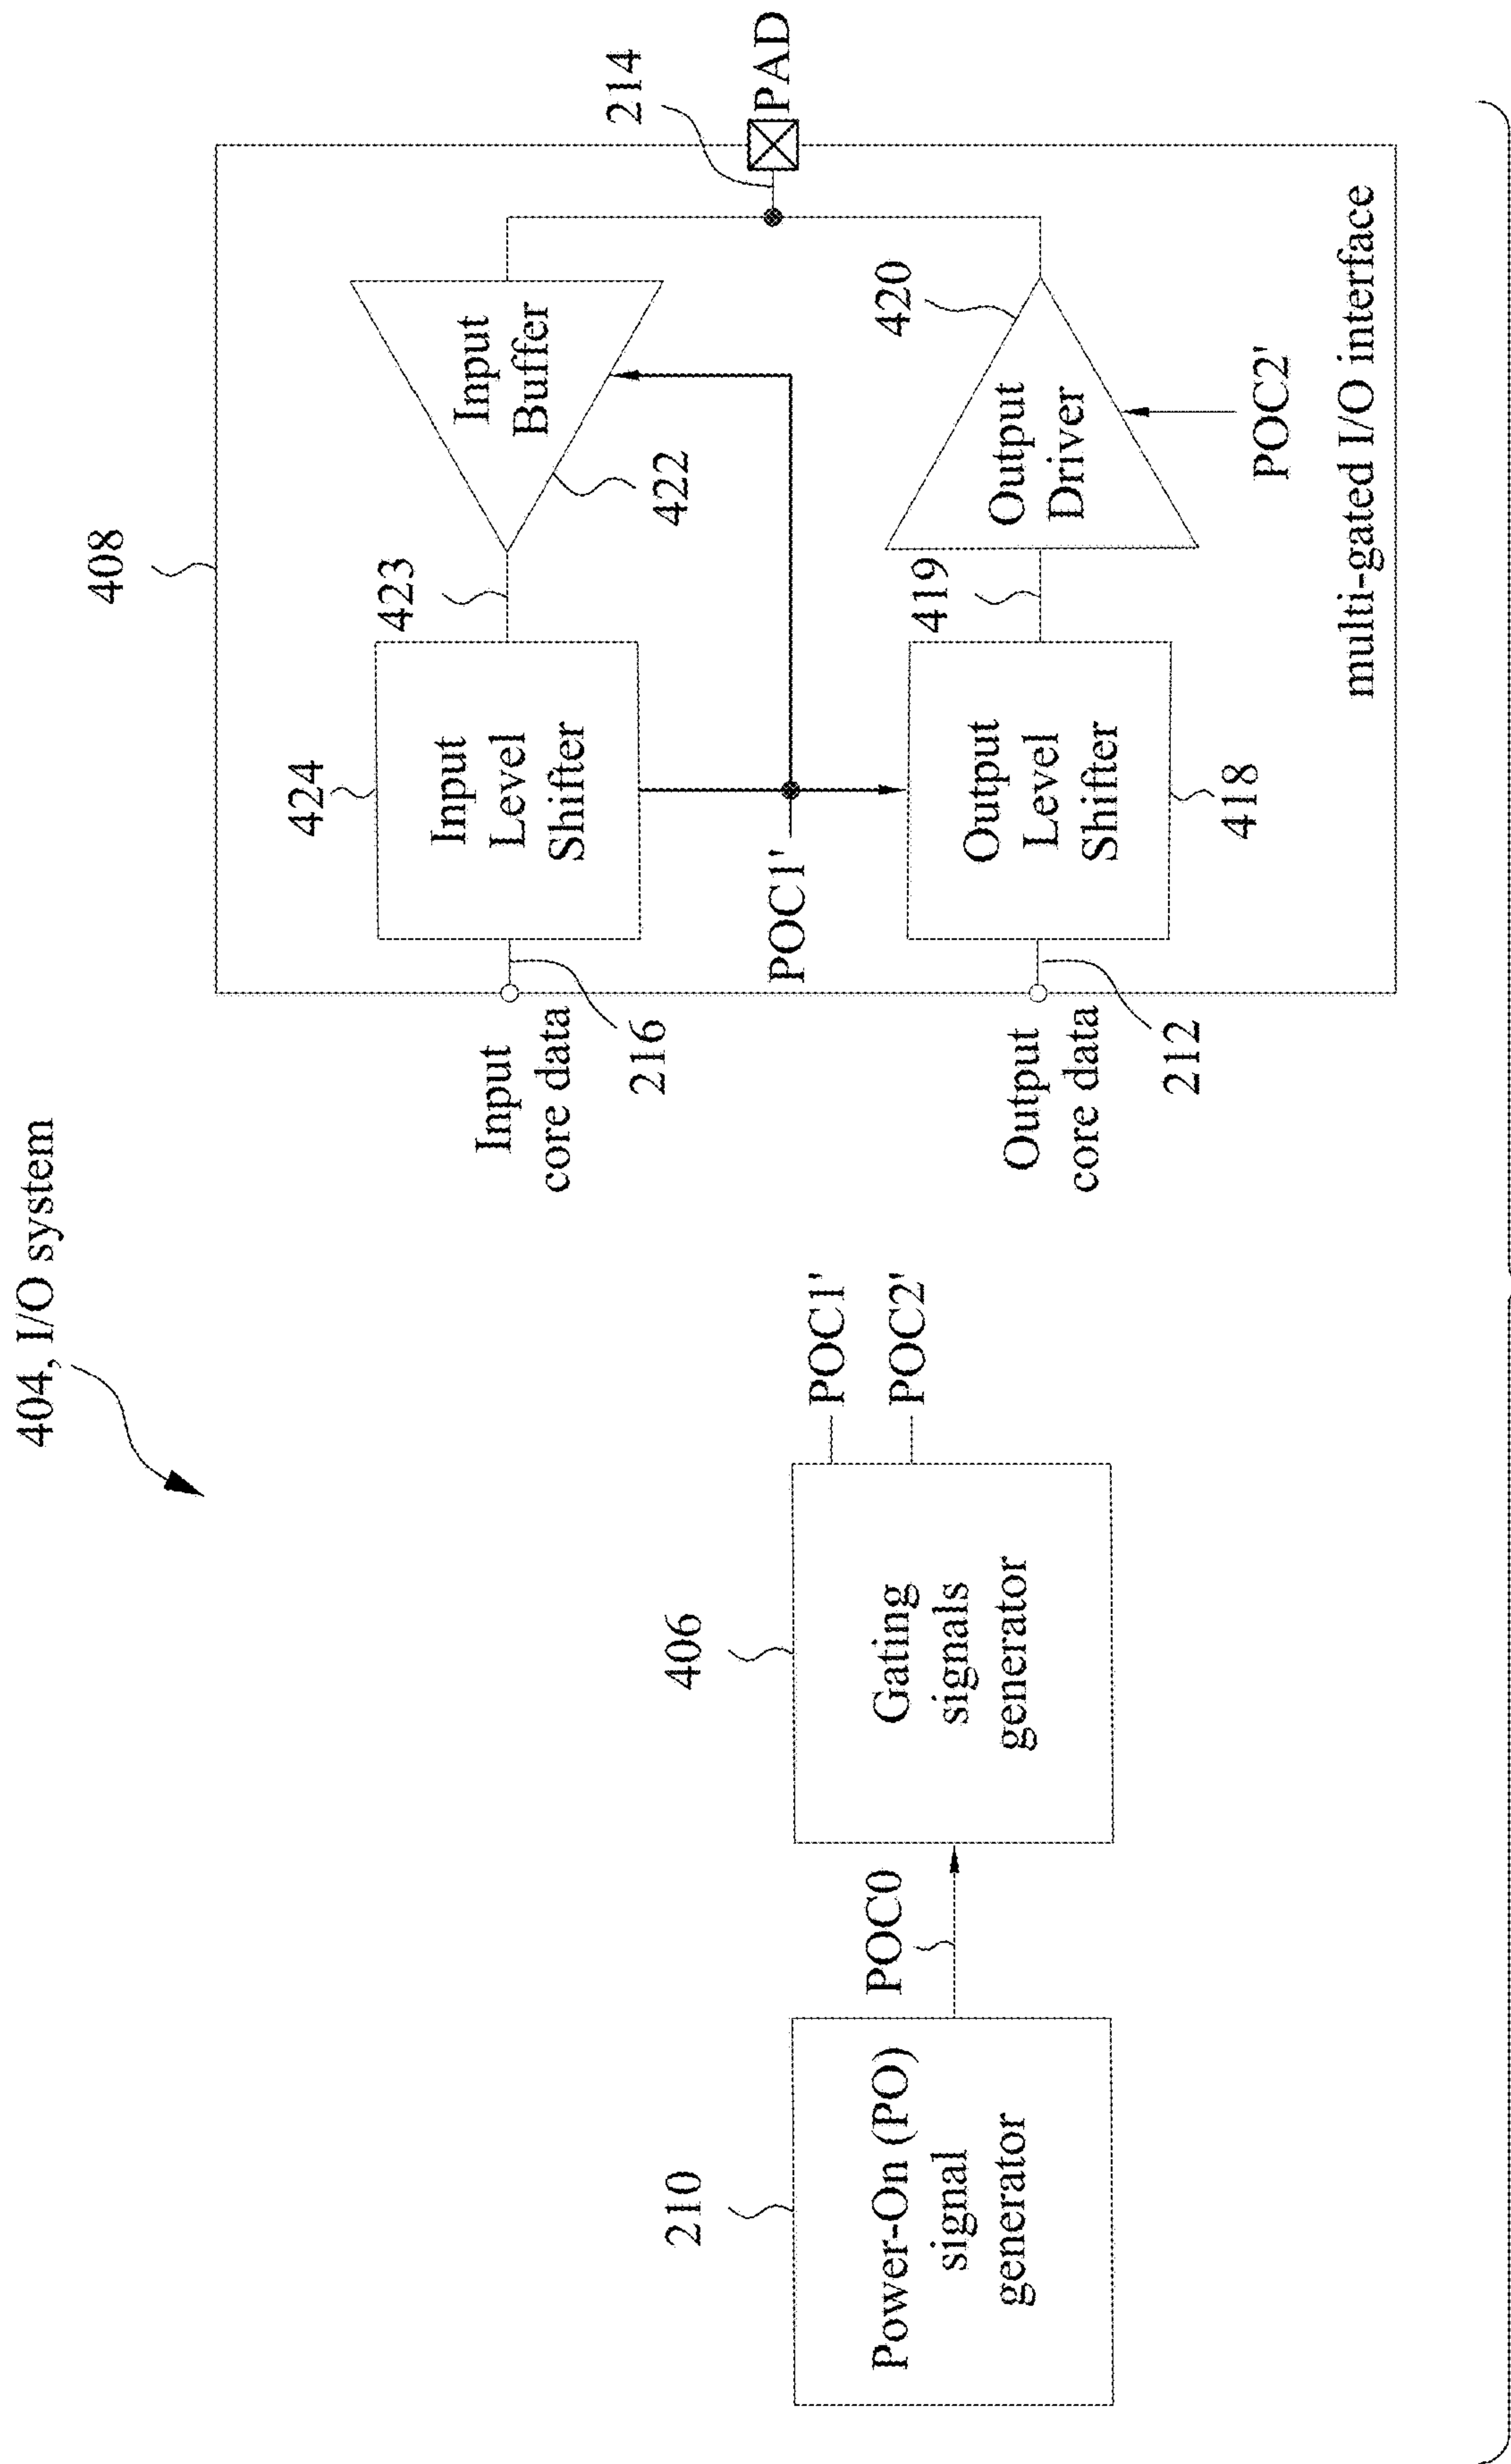 404, I/O system
210
Power-On (PO)
signal
generator
POC0
406
Gating
signals
generator
POC1'
POC2'
408
Input
core data
216
424
Input
Level
Shifter
423
Input
Buffer
422
214
PAD
POC1'
Output
core data
212
Output
Level
Shifter
418
419
Output
Driver
420
POC2'
multi-gated I/O interface